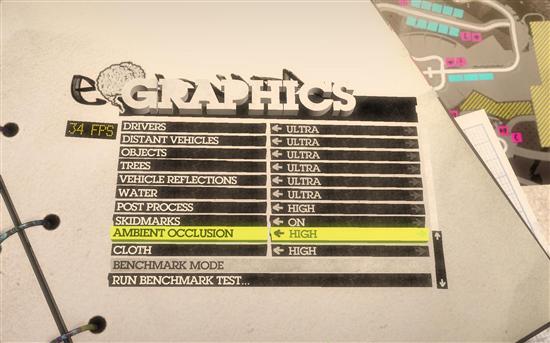 GRAPHICS
34 FPS
DRIVERS ULTRA
DISTANT VEHICLES ULTRA
OBJECTS ULTRA
TREES ULTRA
VEHICLE REFLECTIONS ULTRA
WATER ULTRA
POST PROCESS HIGH
SKIDMARKS ON
AMBIENT OCCLUSION HIGH
CLOTH HIGH
BENCHMARK MODE
RUN BENCHMARK TEST...